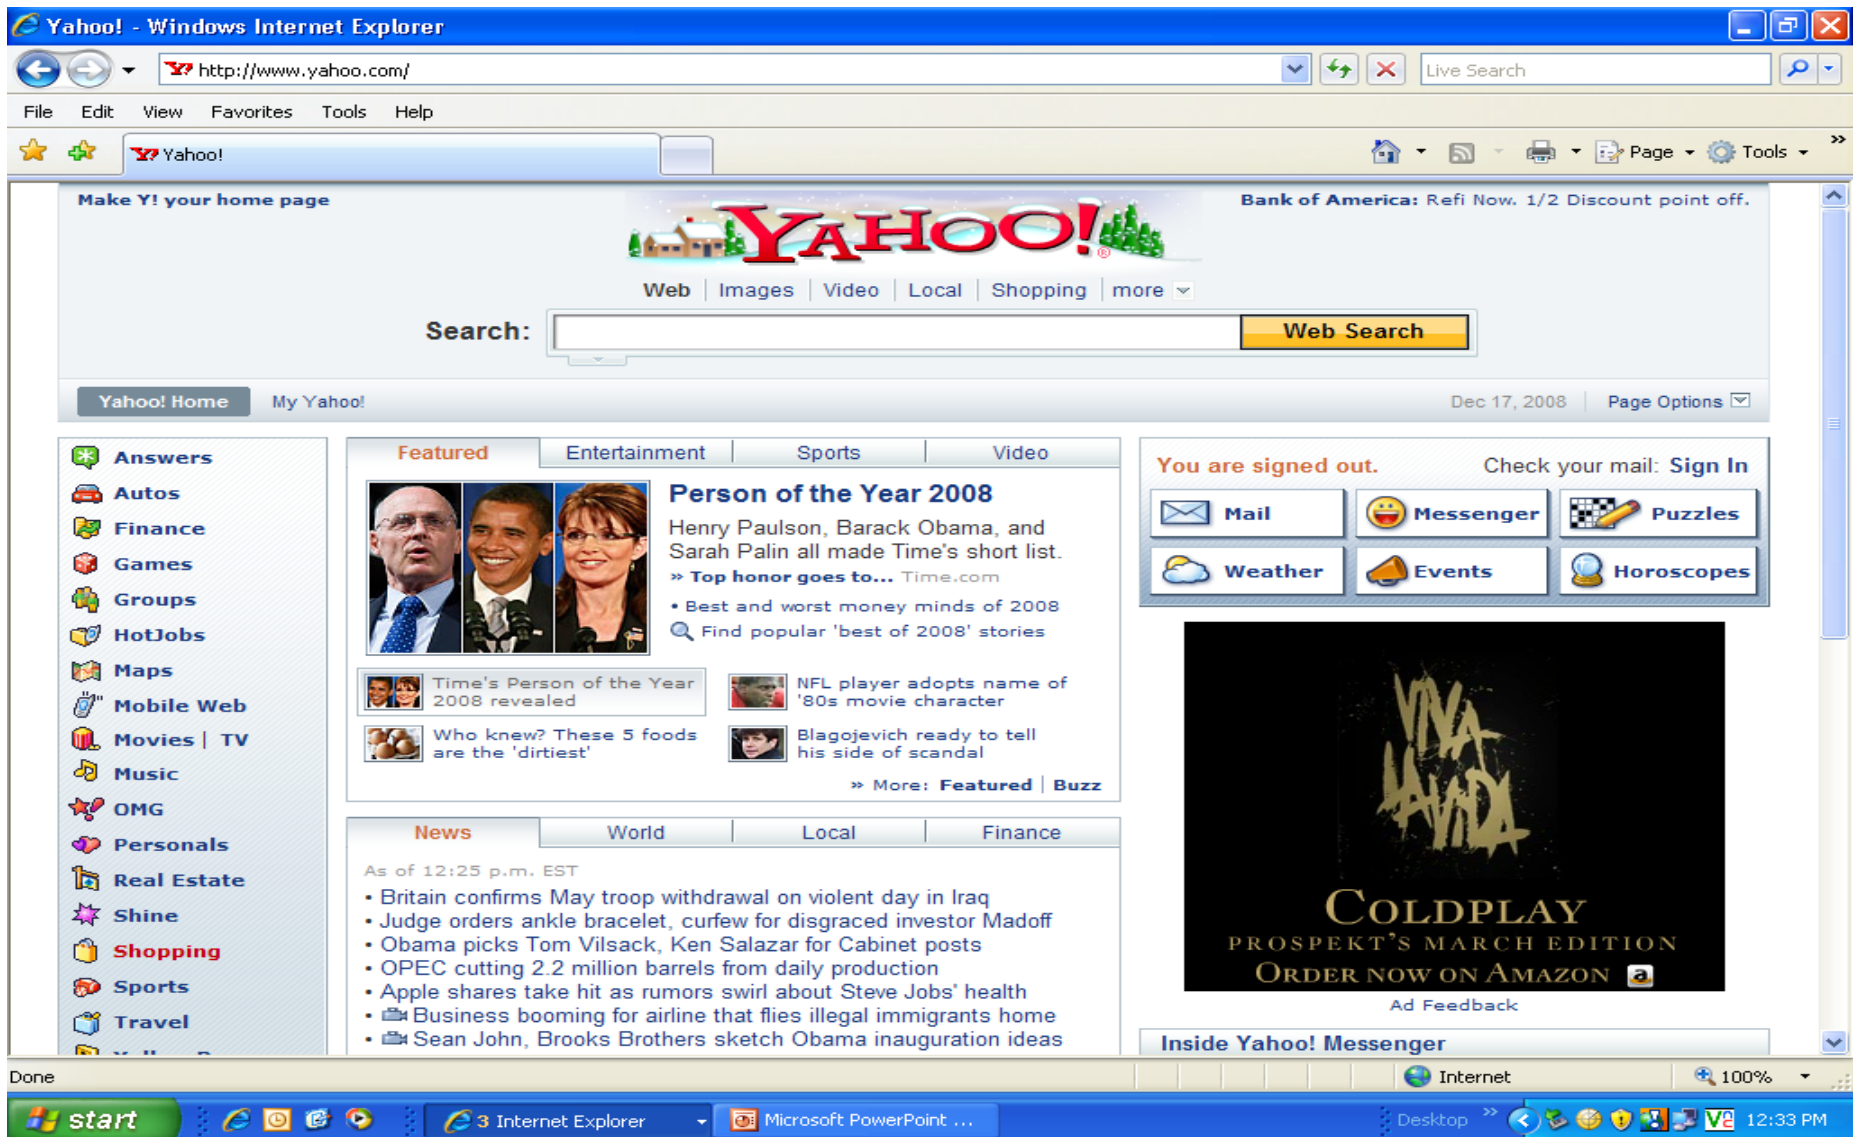 Yahoo! - Windows Internet Explorer
http://www.yahoo.com/
Live Search
File Edit View Favorites Tools Help
Yahoo!
Page Tools
Make Y! your home page
YAHOO!®
Bank of America: Refi Now. 1/2 Discount point off.
Web | Images | Video | Local | Shopping | more
Search:
Web Search
Yahoo! Home My Yahoo!
Dec 17, 2008 | Page Options
Answers
Autos
Finance
Games
Groups
HotJobs
Maps
Mobile Web
Movies | TV
Music
OMG
Personals
Real Estate
Shine
Shopping
Sports
Travel
Featured Entertainment Sports Video
Person of the Year 2008
Henry Paulson, Barack Obama, and
Sarah Palin all made Time's short list.
» Top honor goes to... Time.com
• Best and worst money minds of 2008
Find popular 'best of 2008' stories
Time's Person of the Year
2008 revealed
NFL player adopts name of
'80s movie character
Who knew? These 5 foods
are the 'dirtiest'
Blagojevich ready to tell
his side of scandal
» More: Featured | Buzz
News World Local Finance
As of 12:25 p.m. EST
• Britain confirms May troop withdrawal on violent day in Iraq
• Judge orders ankle bracelet, curfew for disgraced investor Madoff
• Obama picks Tom Vilsack, Ken Salazar for Cabinet posts
• OPEC cutting 2.2 million barrels from daily production
• Apple shares take hit as rumors swirl about Steve Jobs' health
• Business booming for airline that flies illegal immigrants home
• Sean John, Brooks Brothers sketch Obama inauguration ideas
You are signed out. Check your mail: Sign In
Mail Messenger Puzzles
Weather Events Horoscopes
VIVA
LA VIDA
COLDPLAY
PROSPEKT'S MARCH EDITION
ORDER NOW ON AMAZON a
Ad Feedback
Inside Yahoo! Messenger
Done
Internet
100%
start
3 Internet Explorer
Microsoft PowerPoint ...
Desktop
12:33 PM